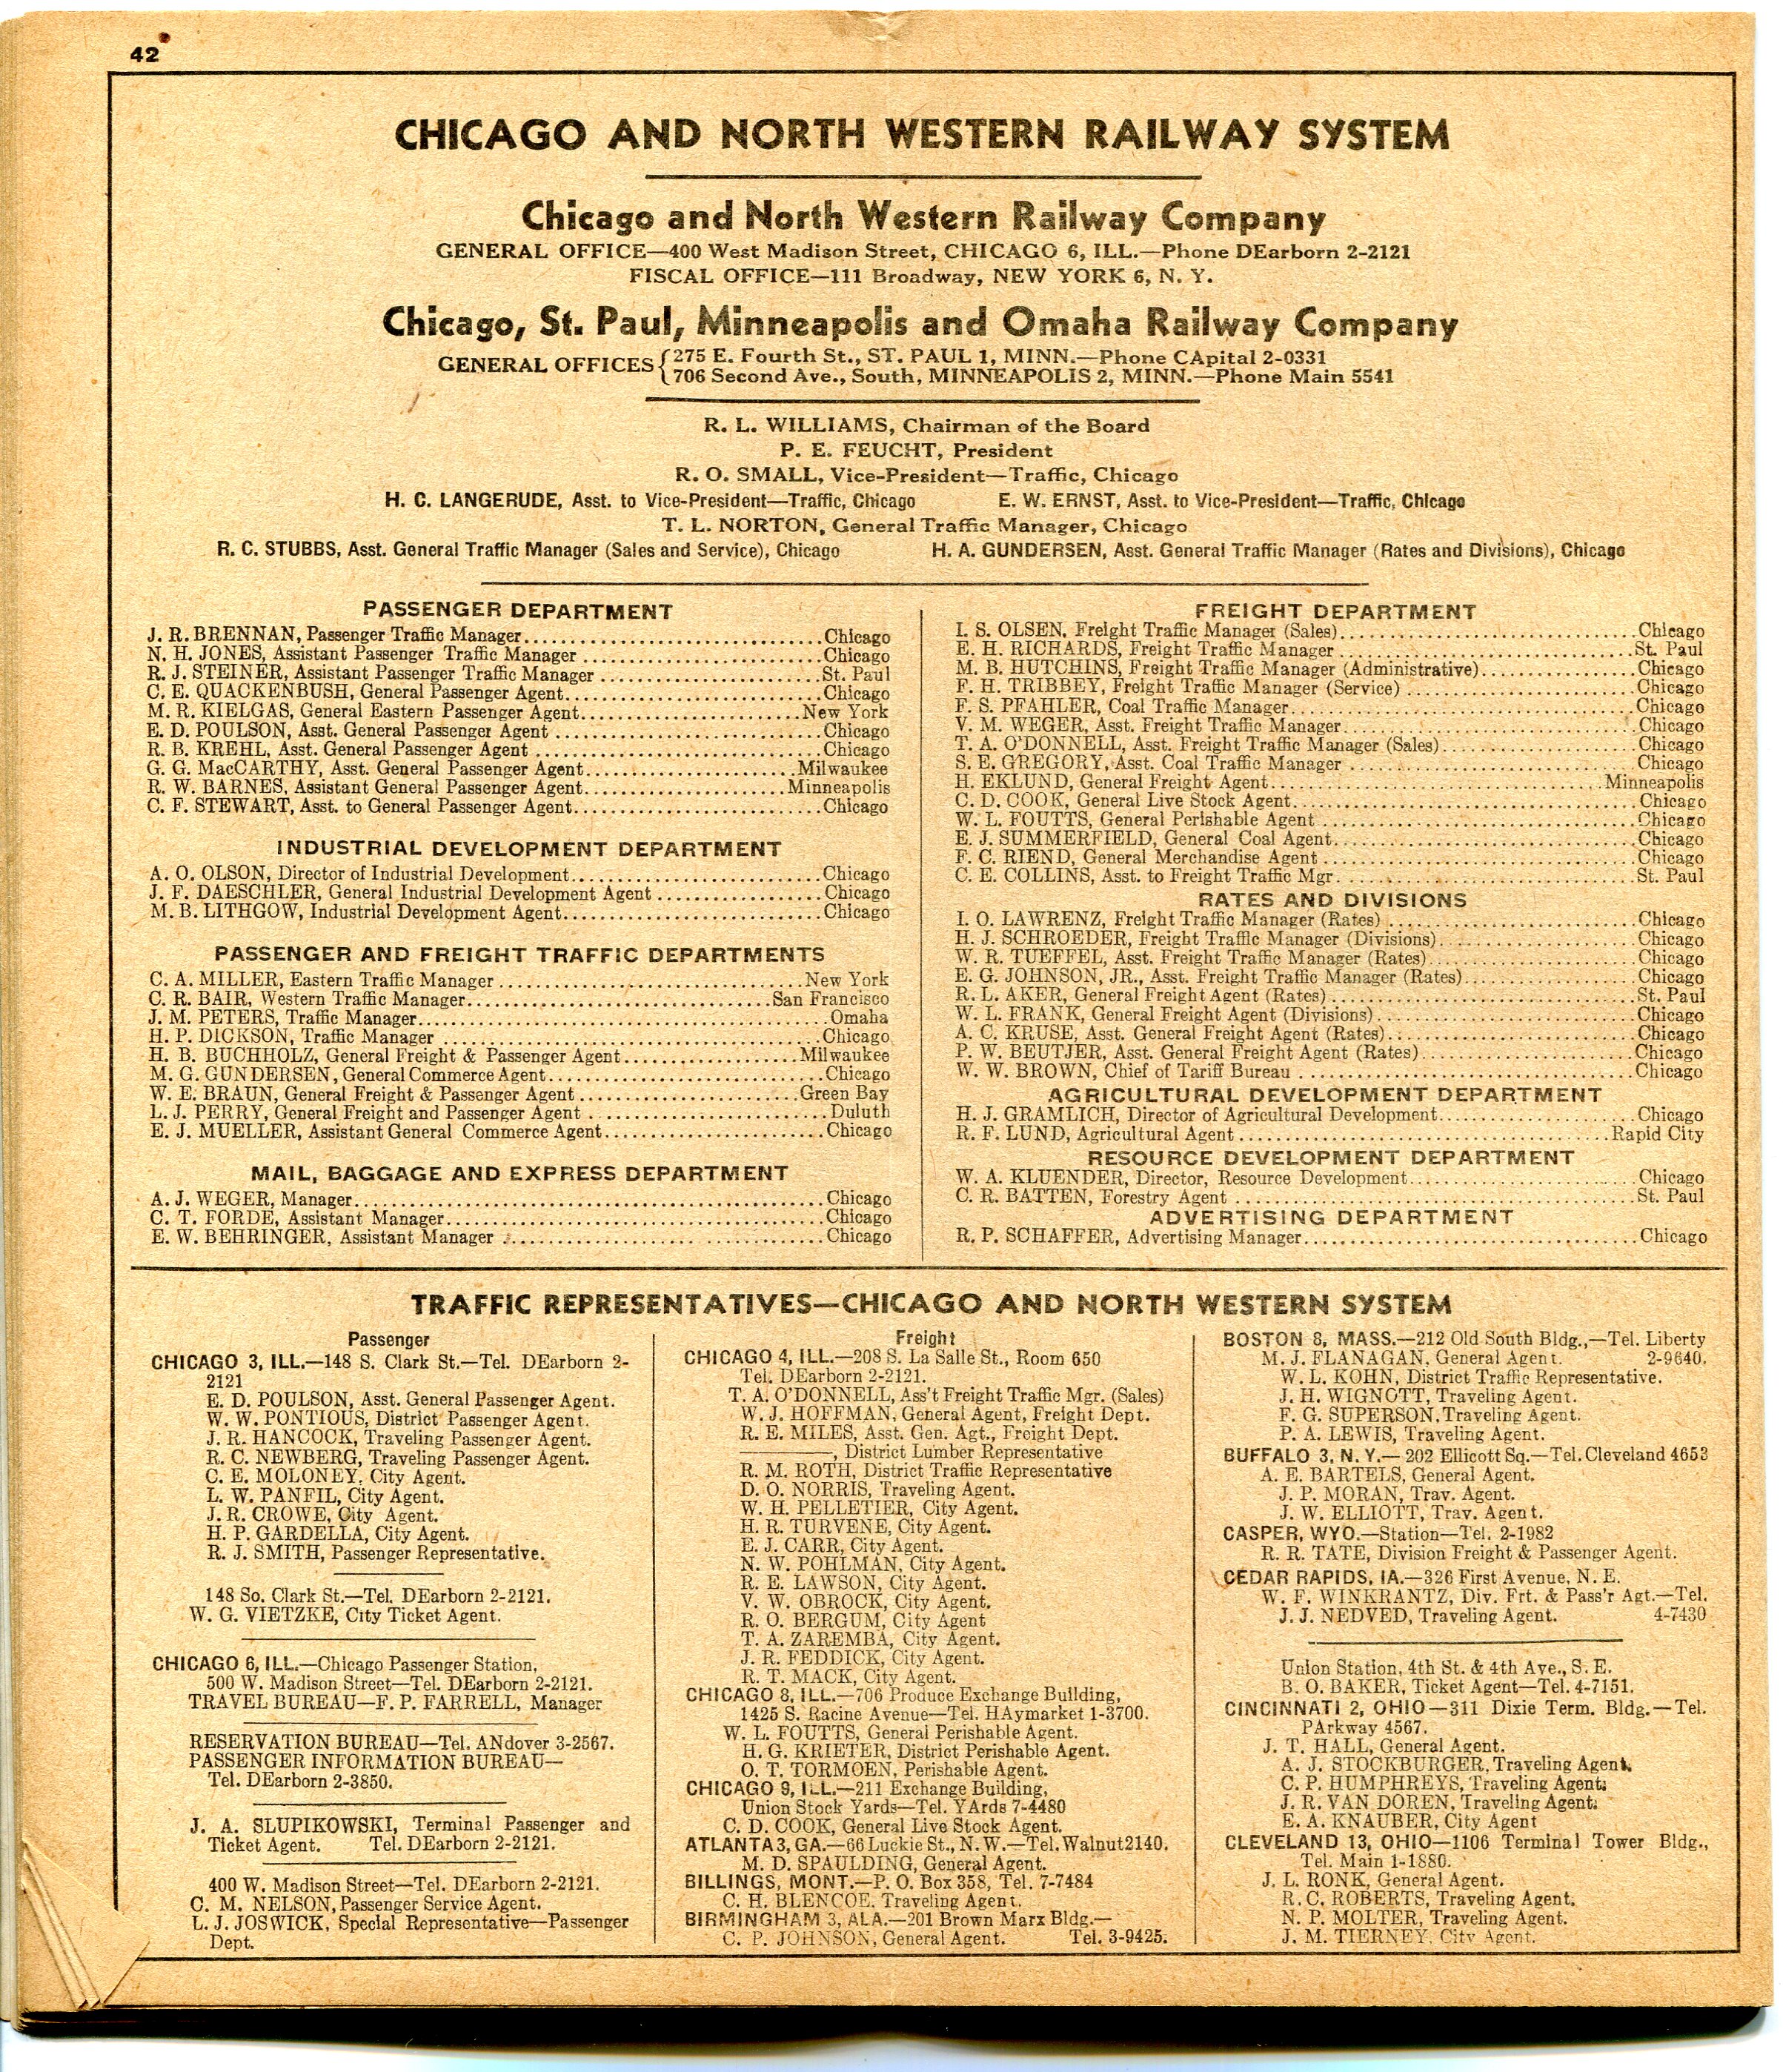 42
CHICAGO AND NORTH WESTERN RAILWAY SYSTEM
Chicago and North Western Railway Company
GENERAL OFFICE—400 West Madison Street, CHICAGO 6, ILL.—Phone DEarborn 2-2121
FISCAL OFFICE—111 Broadway, NEW YORK 6, N. Y.
Chicago, St. Paul, Minneapolis and Omaha Railway Company
GENERAL OFFICES {275 E. Fourth St., ST. PAUL 1, MINN.—Phone CApital 2-0331
706 Second Ave., South, MINNEAPOLIS 2, MINN.—Phone Main 5541
R. L. WILLIAMS, Chairman of the Board
P. E. FEUCHT, President
R. O. SMALL, Vice-President—Traffic, Chicago
H. C. LANGERUDE, Asst. to Vice-President—Traffic, Chicago E. W. ERNST, Asst. to Vice-President—Traffic, Chicago
T. L. NORTON, General Traffic Manager, Chicago
R. C. STUBBS, Asst. General Traffic Manager (Sales and Service), Chicago H. A. GUNDERSEN, Asst. General Traffic Manager (Rates and Divisions), Chicago
PASSENGER DEPARTMENT
J. R. BRENNAN, Passenger Traffic Manager....Chicago
N. H. JONES, Assistant Passenger Traffic Manager ....Chicago
R. J. STEINER, Assistant Passenger Traffic Manager ....St. Paul
C. E. QUACKENBUSH, General Passenger Agent....Chicago
M. R. KIELGAS, General Eastern Passenger Agent....New York
E. D. POULSON, Asst. General Passenger Agent ....Chicago
R. B. KREHL, Asst. General Passenger Agent ....Chicago
G. G. MacCARTHY, Asst. General Passenger Agent....Milwaukee
R. W. BARNES, Assistant General Passenger Agent....Minneapolis
C. F. STEWART, Asst. to General Passenger Agent....Chicago
INDUSTRIAL DEVELOPMENT DEPARTMENT
A. O. OLSON, Director of Industrial Development....Chicago
J. F. DAESCHLER, General Industrial Development Agent ....Chicago
M. B. LITHGOW, Industrial Development Agent....Chicago
PASSENGER AND FREIGHT TRAFFIC DEPARTMENTS
C. A. MILLER, Eastern Traffic Manager ....New York
C. R. BAIR, Western Traffic Manager....San Francisco
J. M. PETERS, Traffic Manager....Omaha
H. P. DICKSON, Traffic Manager ....Chicago
H. B. BUCHHOLZ, General Freight & Passenger Agent....Milwaukee
M. G. GUNDERSEN, General Commerce Agent....Chicago
W. E. BRAUN, General Freight & Passenger Agent ....Green Bay
L. J. PERRY, General Freight and Passenger Agent ....Duluth
E. J. MUELLER, Assistant General Commerce Agent....Chicago
MAIL, BAGGAGE AND EXPRESS DEPARTMENT
A. J. WEGER, Manager....Chicago
C. T. FORDE, Assistant Manager....Chicago
E. W. BEHRINGER, Assistant Manager ....Chicago
FREIGHT DEPARTMENT
I. S. OLSEN, Freight Traffic Manager (Sales)....Chicago
E. H. RICHARDS, Freight Traffic Manager ....St. Paul
M. B. HUTCHINS, Freight Traffic Manager (Administrative)....Chicago
F. H. TRIBBEY, Freight Traffic Manager (Service) ....Chicago
F. S. PFAHLER, Coal Traffic Manager....Chicago
V. M. WEGER, Asst. Freight Traffic Manager....Chicago
T. A. O'DONNELL, Asst. Freight Traffic Manager (Sales)....Chicago
S. E. GREGORY, Asst. Coal Traffic Manager ....Chicago
H. EKLUND, General Freight Agent....Minneapolis
C. D. COOK, General Live Stock Agent....Chicago
W. L. FOUTTS, General Perishable Agent ....Chicago
E. J. SUMMERFIELD, General Coal Agent....Chicago
F. C. RIEND, General Merchandise Agent ....Chicago
C. E. COLLINS, Asst. to Freight Traffic Mgr....St. Paul
RATES AND DIVISIONS
I. O. LAWRENZ, Freight Traffic Manager (Rates) ....Chicago
H. J. SCHROEDER, Freight Traffic Manager (Divisions)....Chicago
W. R. TUEFFEL, Asst. Freight Traffic Manager (Rates)....Chicago
E. G. JOHNSON, JR., Asst. Freight Traffic Manager (Rates)....Chicago
R. L. AKER, General Freight Agent (Rates) ....St. Paul
W. L. FRANK, General Freight Agent (Divisions)....Chicago
A. C. KRUSE, Asst. General Freight Agent (Rates)....Chicago
P. W. BEUTJER, Asst. General Freight Agent (Rates)....Chicago
W. W. BROWN, Chief of Tariff Bureau ....Chicago
AGRICULTURAL DEVELOPMENT DEPARTMENT
H. J. GRAMLICH, Director of Agricultural Development....Chicago
R. F. LUND, Agricultural Agent....Rapid City
RESOURCE DEVELOPMENT DEPARTMENT
W. A. KLUENDER, Director, Resource Development....Chicago
C. R. BATTEN, Forestry Agent ....St. Paul
ADVERTISING DEPARTMENT
R. P. SCHAFFER, Advertising Manager....Chicago
TRAFFIC REPRESENTATIVES—CHICAGO AND NORTH WESTERN SYSTEM
Passenger
CHICAGO 3, ILL.—148 S. Clark St.—Tel. DEarborn 2-
2121
E. D. POULSON, Asst. General Passenger Agent.
W. W. PONTIOUS, District Passenger Agent.
J. R. HANCOCK, Traveling Passenger Agent.
R. C. NEWBERG, Traveling Passenger Agent.
C. E. MOLONEY, City Agent.
L. W. PANFIL, City Agent.
J. R. CROWE, City Agent.
H. P. GARDELLA, City Agent.
R. J. SMITH, Passenger Representative.
148 So. Clark St.—Tel. DEarborn 2-2121.
W. G. VIETZKE, City Ticket Agent.
CHICAGO 6, ILL.—Chicago Passenger Station,
500 W. Madison Street—Tel. DEarborn 2-2121.
TRAVEL BUREAU—F. P. FARRELL, Manager
RESERVATION BUREAU—Tel. ANdover 3-2567.
PASSENGER INFORMATION BUREAU—
Tel. DEarborn 2-3850.
J. A. SLUPIKOWSKI, Terminal Passenger and
Ticket Agent. Tel. DEarborn 2-2121.
400 W. Madison Street—Tel. DEarborn 2-2121.
C. M. NELSON, Passenger Service Agent.
L. J. JOSWICK, Special Representative—Passenger
Dept.
Freight
CHICAGO 4, ILL.—208 S. La Salle St., Room 650
Tel. DEarborn 2-2121.
T. A. O'DONNELL, Ass't Freight Traffic Mgr. (Sales)
W. J. HOFFMAN, General Agent, Freight Dept.
R. E. MILES, Asst. Gen. Agt., Freight Dept.
————, District Lumber Representative
R. M. ROTH, District Traffic Representative
D. O. NORRIS, Traveling Agent.
W. H. PELLETIER, City Agent.
H. R. TURVENE, City Agent.
E. J. CARR, City Agent.
N. W. POHLMAN, City Agent.
R. E. LAWSON, City Agent.
V. W. OBROCK, City Agent.
R. O. BERGUM, City Agent
T. A. ZAREMBA, City Agent.
J. R. FEDDICK, City Agent.
R. T. MACK, City Agent.
CHICAGO 8, ILL.—706 Produce Exchange Building,
1425 S. Racine Avenue—Tel. HAymarket 1-3700.
W. L. FOUTTS, General Perishable Agent.
H. G. KRIETER, District Perishable Agent.
O. T. TORMOEN, Perishable Agent.
CHICAGO 9, ILL.—211 Exchange Building,
Union Stock Yards—Tel. YArds 7-4480
C. D. COOK, General Live Stock Agent.
ATLANTA 3, GA.—66 Luckie St., N. W.—Tel. Walnut 2140.
M. D. SPAULDING, General Agent.
BILLINGS, MONT.—P. O. Box 358, Tel. 7-7484
C. H. BLENCOE, Traveling Agent.
BIRMINGHAM 3, ALA.—201 Brown Marx Bldg.—
C. P. JOHNSON, General Agent. Tel. 3-9425.
BOSTON 8, MASS.—212 Old South Bldg.,—Tel. Liberty
M. J. FLANAGAN, General Agent. 2-9640.
W. L. KOHN, District Traffic Representative.
J. H. WIGNOTT, Traveling Agent.
F. G. SUPERSON, Traveling Agent.
P. A. LEWIS, Traveling Agent.
BUFFALO 3, N. Y.—202 Ellicott Sq.—Tel. Cleveland 4653
A. E. BARTELS, General Agent.
J. P. MORAN, Trav. Agent.
J. W. ELLIOTT, Trav. Agent.
CASPER, WYO.—Station—Tel. 2-1982
R. R. TATE, Division Freight & Passenger Agent.
CEDAR RAPIDS, IA.—326 First Avenue, N. E.
W. F. WINKRANTZ, Div. Frt. & Pass'r Agt.—Tel.
J. J. NEDVED, Traveling Agent. 4-7430
Union Station, 4th St. & 4th Ave., S. E.
B. O. BAKER, Ticket Agent—Tel. 4-7151.
CINCINNATI 2, OHIO—311 Dixie Term. Bldg.—Tel.
PArkway 4567.
J. T. HALL, General Agent.
A. J. STOCKBURGER, Traveling Agent.
C. P. HUMPHREYS, Traveling Agent.
J. R. VAN DOREN, Traveling Agent.
E. A. KNAUBER, City Agent
CLEVELAND 13, OHIO—1106 Terminal Tower Bldg.,
Tel. Main 1-1880.
J. L. RONK, General Agent.
R. C. ROBERTS, Traveling Agent.
N. P. MOLTER, Traveling Agent.
J. M. TIERNEY, City Agent.